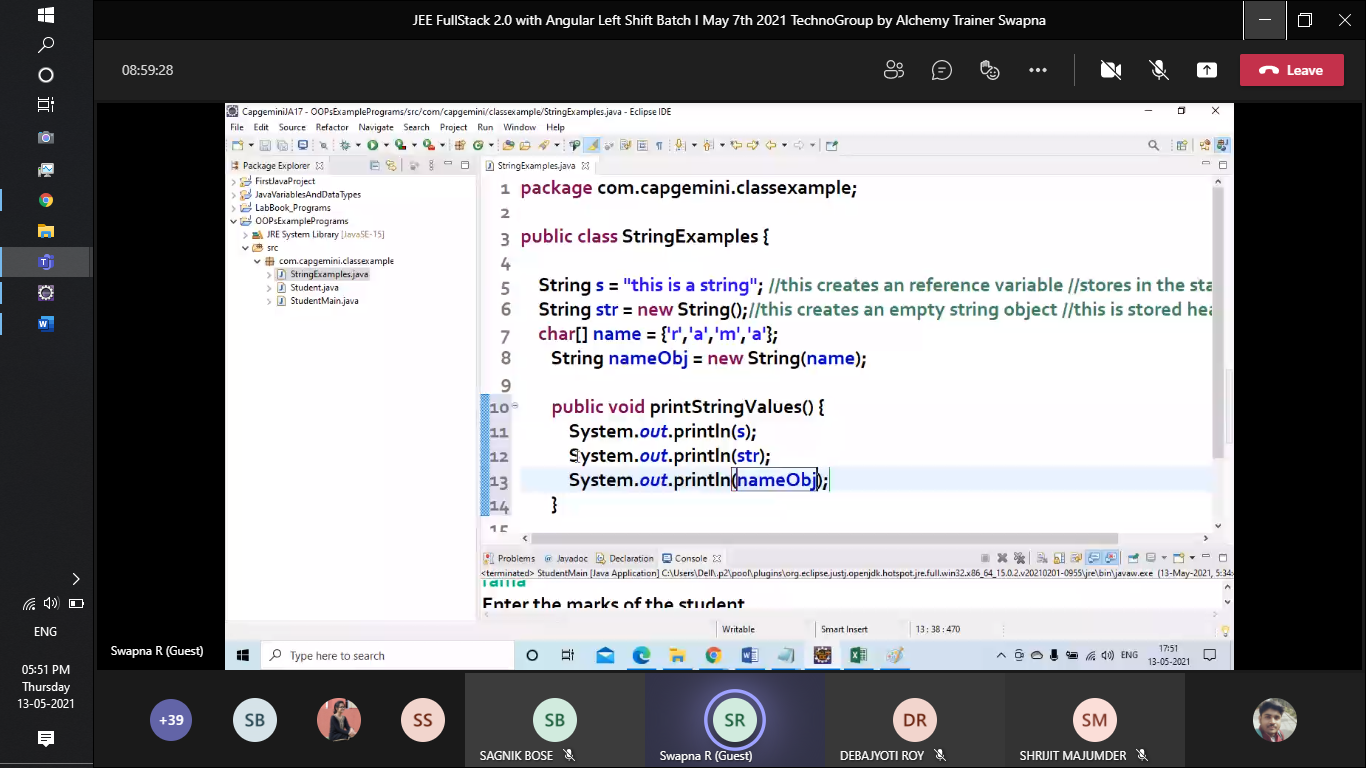 JEE FullStack 2.0 with Angular Left Shift Batch I May 7th 2021 TechnoGroup by Alchemy Trainer Swapna
08:59:28
Leave
CapgeminiJA17 - OOPsExamplePrograms/src/com/capgemini/classexample/StringExamples.java - Eclipse IDE
File Edit Source Refactor Navigate Search Project Run Window Help
Package Explorer
FirstJavaProject
JavaVariablesAndDataTypes
LabBook_Programs
OOPsExamplePrograms
JRE System Library [JavaSE-15]
src
com.capgemini.classexample
StringExamples.java
Student.java
StudentMain.java
StringExamples.java
1 package com.capgemini.classexample;
2
3 public class StringExamples {
4
5 String s = "this is a string"; //this creates an reference variable //stores in the sta
6 String str = new String();//this creates an empty string object //this is stored hea
7 char[] name = {'r','a','m','a'};
8 String nameObj = new String(name);
9
10 public void printStringValues() {
11 System.out.println(s);
12 System.out.println(str);
13 System.out.println(nameObj);
14 }
15
Problems Javadoc Declaration Console
<terminated> StudentMain [Java Application] C:\Users\Dell\.p2\pool\plugins\org.eclipse.justj.openjdk.hotspot.jre.full.win32.x86_64_15.0.2.v20210201-0955\jre\bin\javaw.exe (13-May-2021, 5:34:
rama
Enter the marks of the student
Writable Smart Insert 13 : 38 : 470
Type here to search
ENG
17:51
13-05-2021
Swapna R (Guest)
ENG
05:51 PM
Thursday
13-05-2021
+39
SB
SS
SB
SAGNIK BOSE
SR
Swapna R (Guest)
DR
DEBAJYOTI ROY
SM
SHRIJIT MAJUMDER